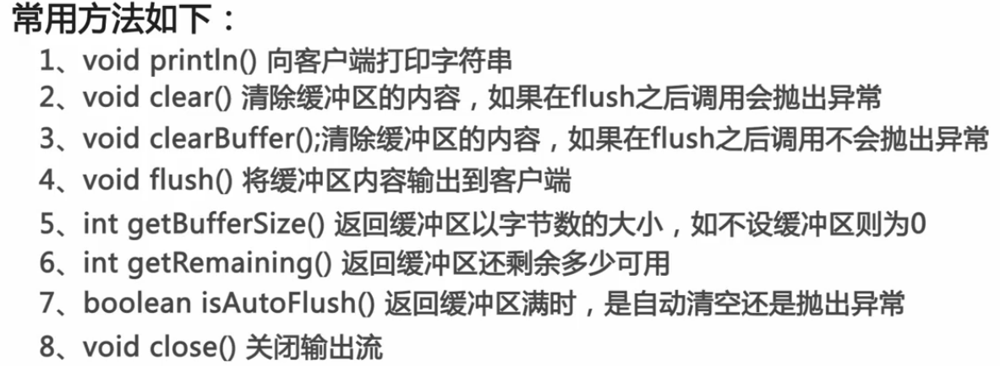 常用方法如下：
1、void println() 向客户端打印字符串
2、void clear() 清除缓冲区的内容，如果在flush之后调用会抛出异常
3、void clearBuffer();清除缓冲区的内容，如果在flush之后调用不会抛出异常
4、void flush() 将缓冲区内容输出到客户端
5、int getBufferSize() 返回缓冲区以字节数的大小，如不设缓冲区则为0
6、int getRemaining() 返回缓冲区还剩余多少可用
7、boolean isAutoFlush() 返回缓冲区满时，是自动清空还是抛出异常
8、void close() 关闭输出流